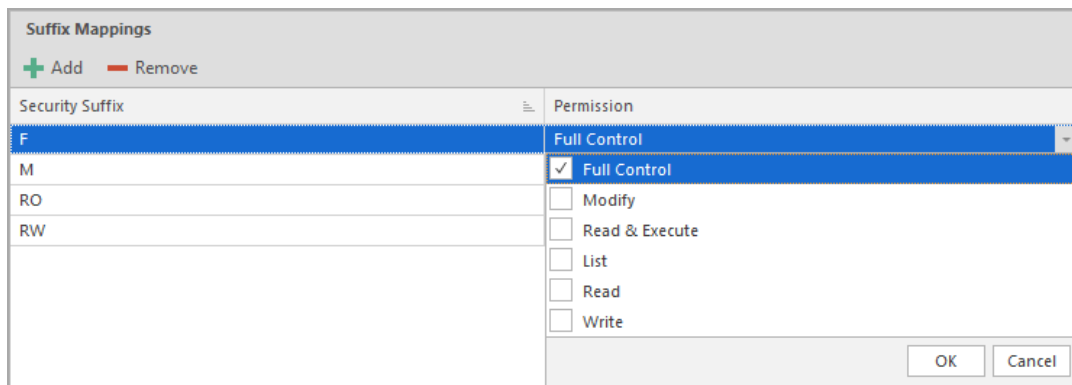 Suffix Mappings
Add Remove
Security Suffix Permission
F Full Control
M Full Control
RO Modify
RW Read & Execute
List
Read
Write
OK Cancel